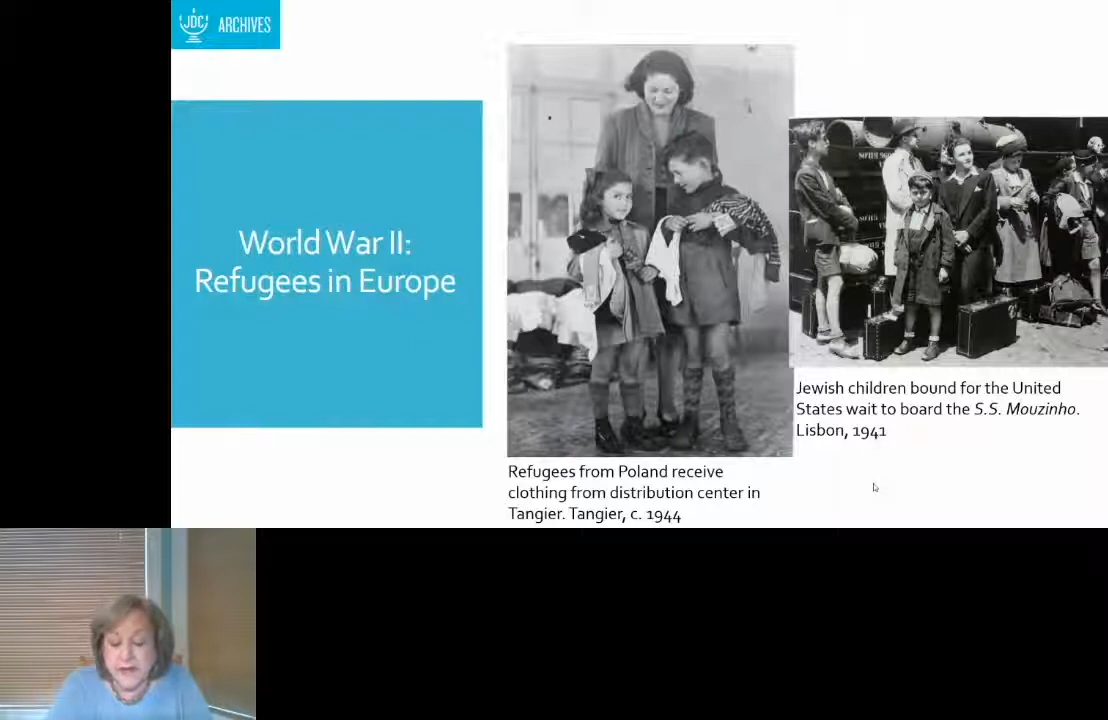 JDC ARCHIVES
World War II:
Refugees in Europe
Refugees from Poland receive
clothing from distribution center in
Tangier. Tangier, c. 1944
Jewish children bound for the United
States wait to board the S.S. Mouzinho.
Lisbon, 1941